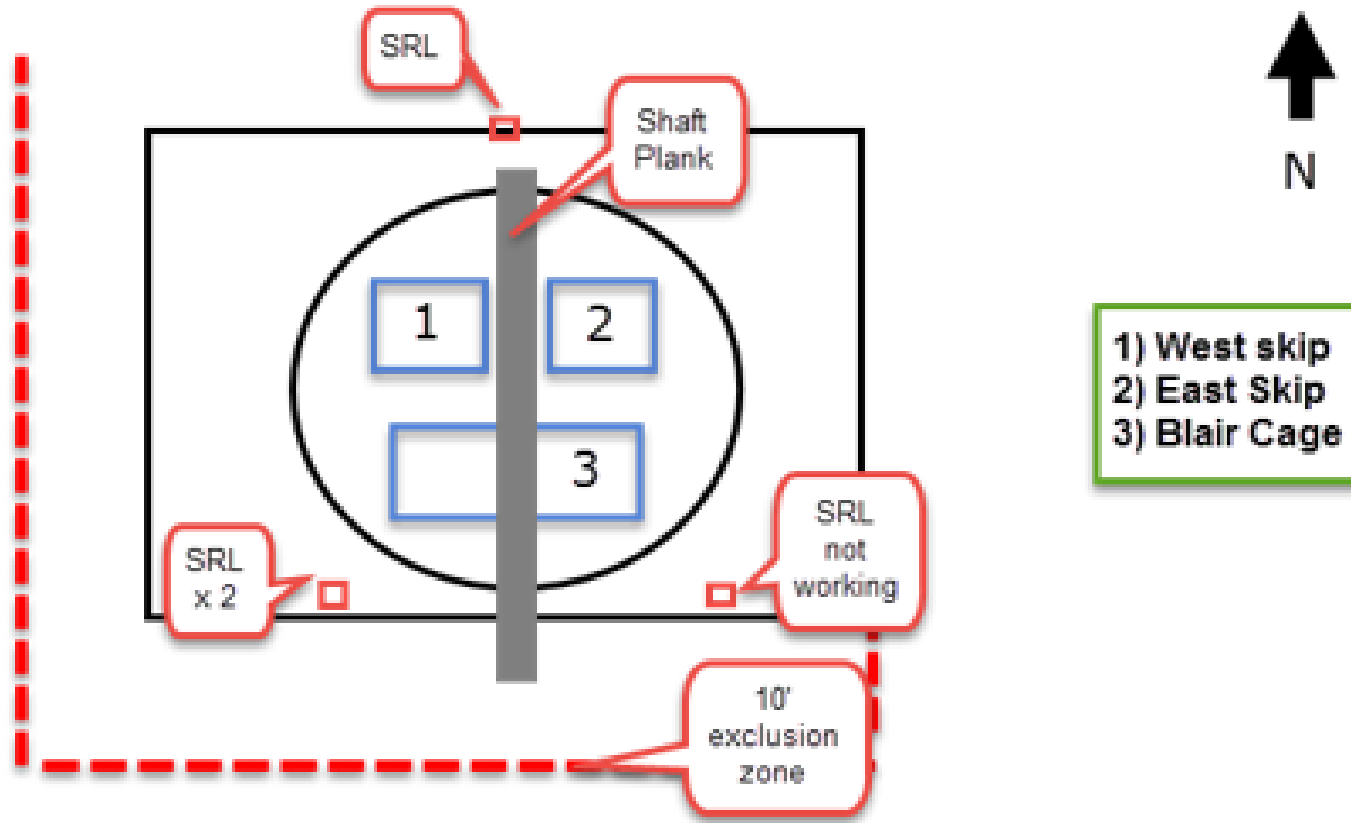 SRL
Shaft
Plank
N
1
2
1) West skip
2) East Skip
3) Blair Cage
3
SRL
not
working
SRL
x 2
10'
exclusion
zone